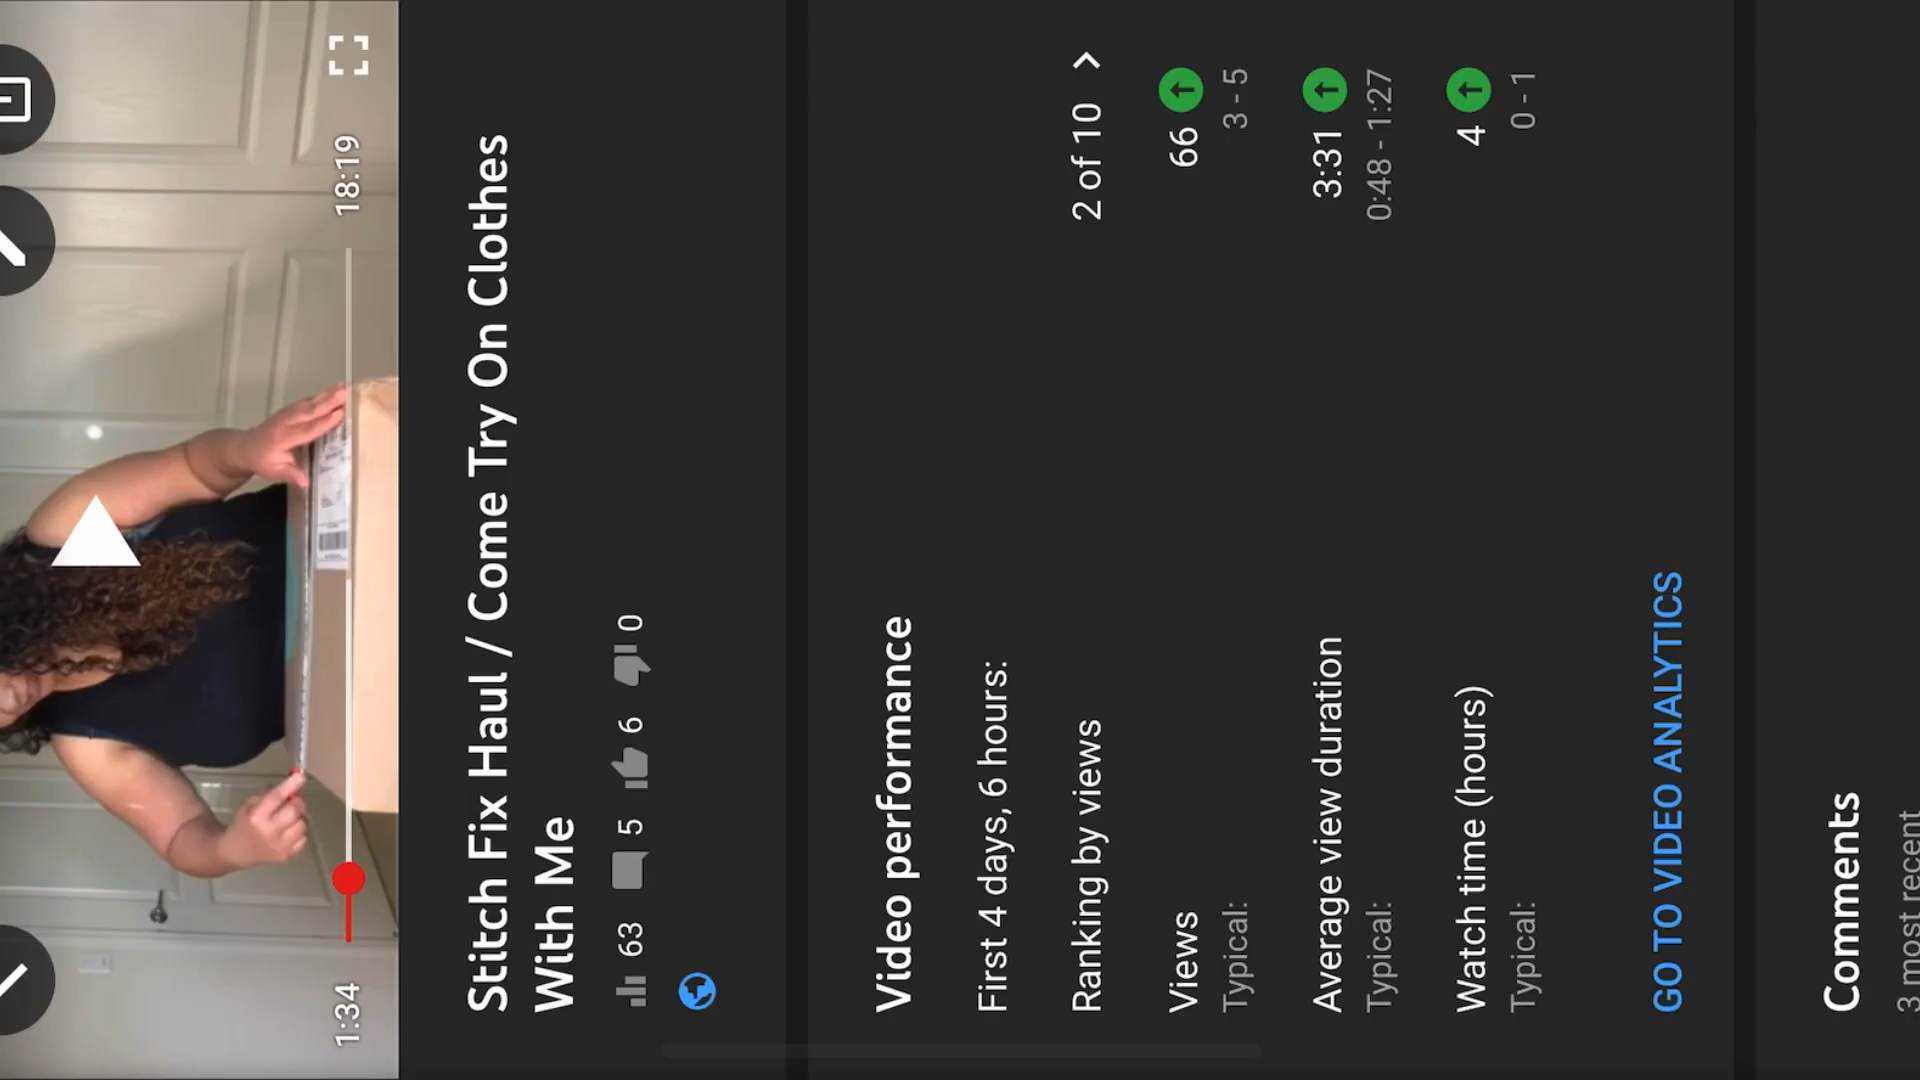 1:34
18:19
Stitch Fix Haul / Come Try On Clothes
With Me
63 5 6 0
Video performance
First 4 days, 6 hours:
Ranking by views 2 of 10
Views 66
Typical: 3 - 5
Average view duration 3:31
Typical: 0:48 - 1:27
Watch time (hours) 4
Typical: 0 - 1
GO TO VIDEO ANALYTICS
Comments
3 most recent